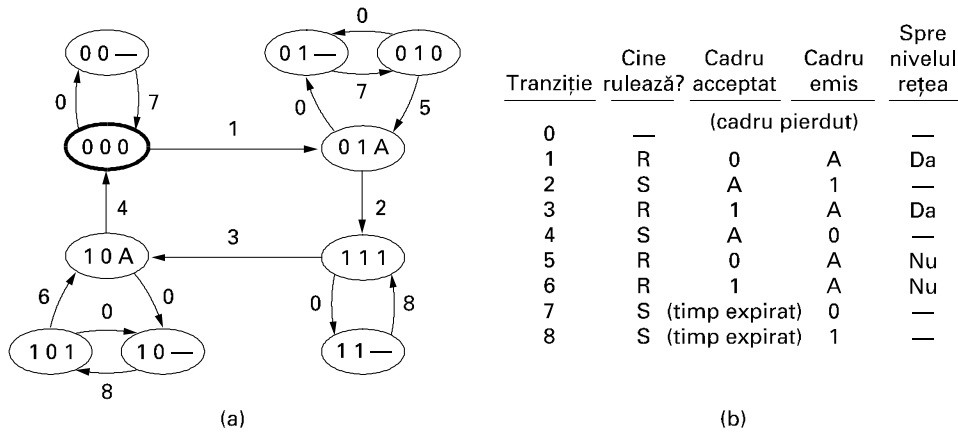 0
0 0 —
0 1 —
0 1 0
0
7
7
0
5
0 0 0
1
0 1 A
4
2
1 0 A
3
1 1 1
6
0
0
0
8
1 0 1
1 0 —
1 1 —
8
(a)
Tranziție Cine rulează? Cadru acceptat Cadru emis Spre nivelul rețea
0 — (cadru pierdut) —
1 R 0 A Da
2 S A 1 —
3 R 1 A Da
4 S A 0 —
5 R 0 A Nu
6 R 1 A Nu
7 S (timp expirat) 0 —
8 S (timp expirat) 1 —
(b)